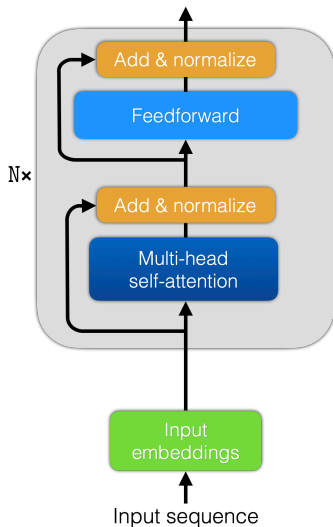 Add & normalize
Feedforward
N×
Add & normalize
Multi-head
self-attention
Input
embeddings
Input sequence